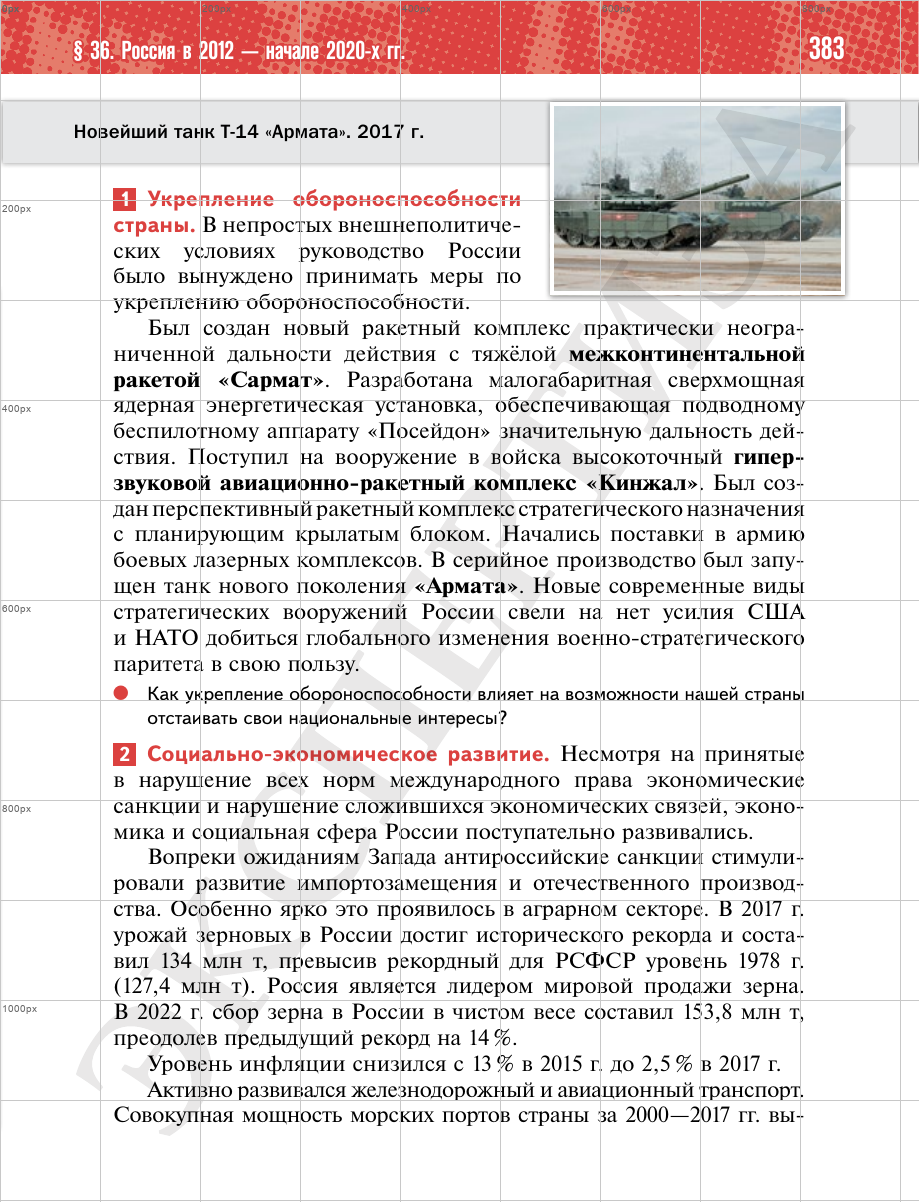 § 36. Россия в 2012 — начале 2020-х гг.
383
Новейший танк Т-14 «Армата». 2017 г.
1 Укрепление обороноспособности
страны. В непростых внешнеполитиче-
ских условиях руководство России
было вынуждено принимать меры по
укреплению обороноспособности.
Был создан новый ракетный комплекс практически неогра-
ниченной дальности действия с тяжёлой межконтинентальной
ракетой «Сармат». Разработана малогабаритная сверхмощная
ядерная энергетическая установка, обеспечивающая подводному
беспилотному аппарату «Посейдон» значительную дальность дей-
ствия. Поступил на вооружение в войска высокоточный гипер-
звуковой авиационно-ракетный комплекс «Кинжал». Был соз-
дан перспективный ракетный комплекс стратегического назначения
с планирующим крылатым блоком. Начались поставки в армию
боевых лазерных комплексов. В серийное производство был запу-
щен танк нового поколения «Армата». Новые современные виды
стратегических вооружений России свели на нет усилия США
и НАТО добиться глобального изменения военно-стратегического
паритета в свою пользу.
Как укрепление обороноспособности влияет на возможности нашей страны
отстаивать свои национальные интересы?
2 Социально-экономическое развитие. Несмотря на принятые
в нарушение всех норм международного права экономические
санкции и нарушение сложившихся экономических связей, эконо-
мика и социальная сфера России поступательно развивались.
Вопреки ожиданиям Запада антироссийские санкции стимули-
ровали развитие импортозамещения и отечественного производ-
ства. Особенно ярко это проявилось в аграрном секторе. В 2017 г.
урожай зерновых в России достиг исторического рекорда и соста-
вил 134 млн т, превысив рекордный для РСФСР уровень 1978 г.
(127,4 млн т). Россия является лидером мировой продажи зерна.
В 2022 г. сбор зерна в России в чистом весе составил 153,8 млн т,
преодолев предыдущий рекорд на 14 %.
Уровень инфляции снизился с 13 % в 2015 г. до 2,5 % в 2017 г.
Активно развивался железнодорожный и авиационный транспорт.
Совокупная мощность морских портов страны за 2000—2017 гг. вы-
ЭКСПЕРТИЗА
200px
400px
600px
800px
1000px